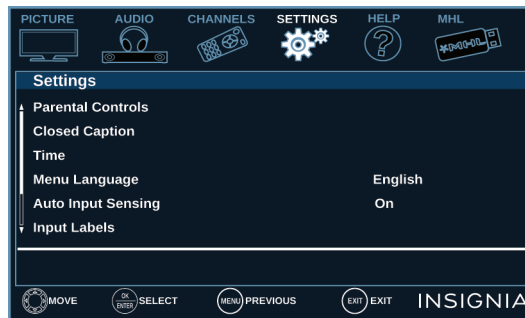 PICTURE AUDIO CHANNELS SETTINGS HELP MHL
MHL
Settings
Parental Controls
Closed Caption
Time
Menu Language English
Auto Input Sensing On
Input Labels
MOVE OK ENTER SELECT MENU PREVIOUS EXIT EXIT INSIGNIA